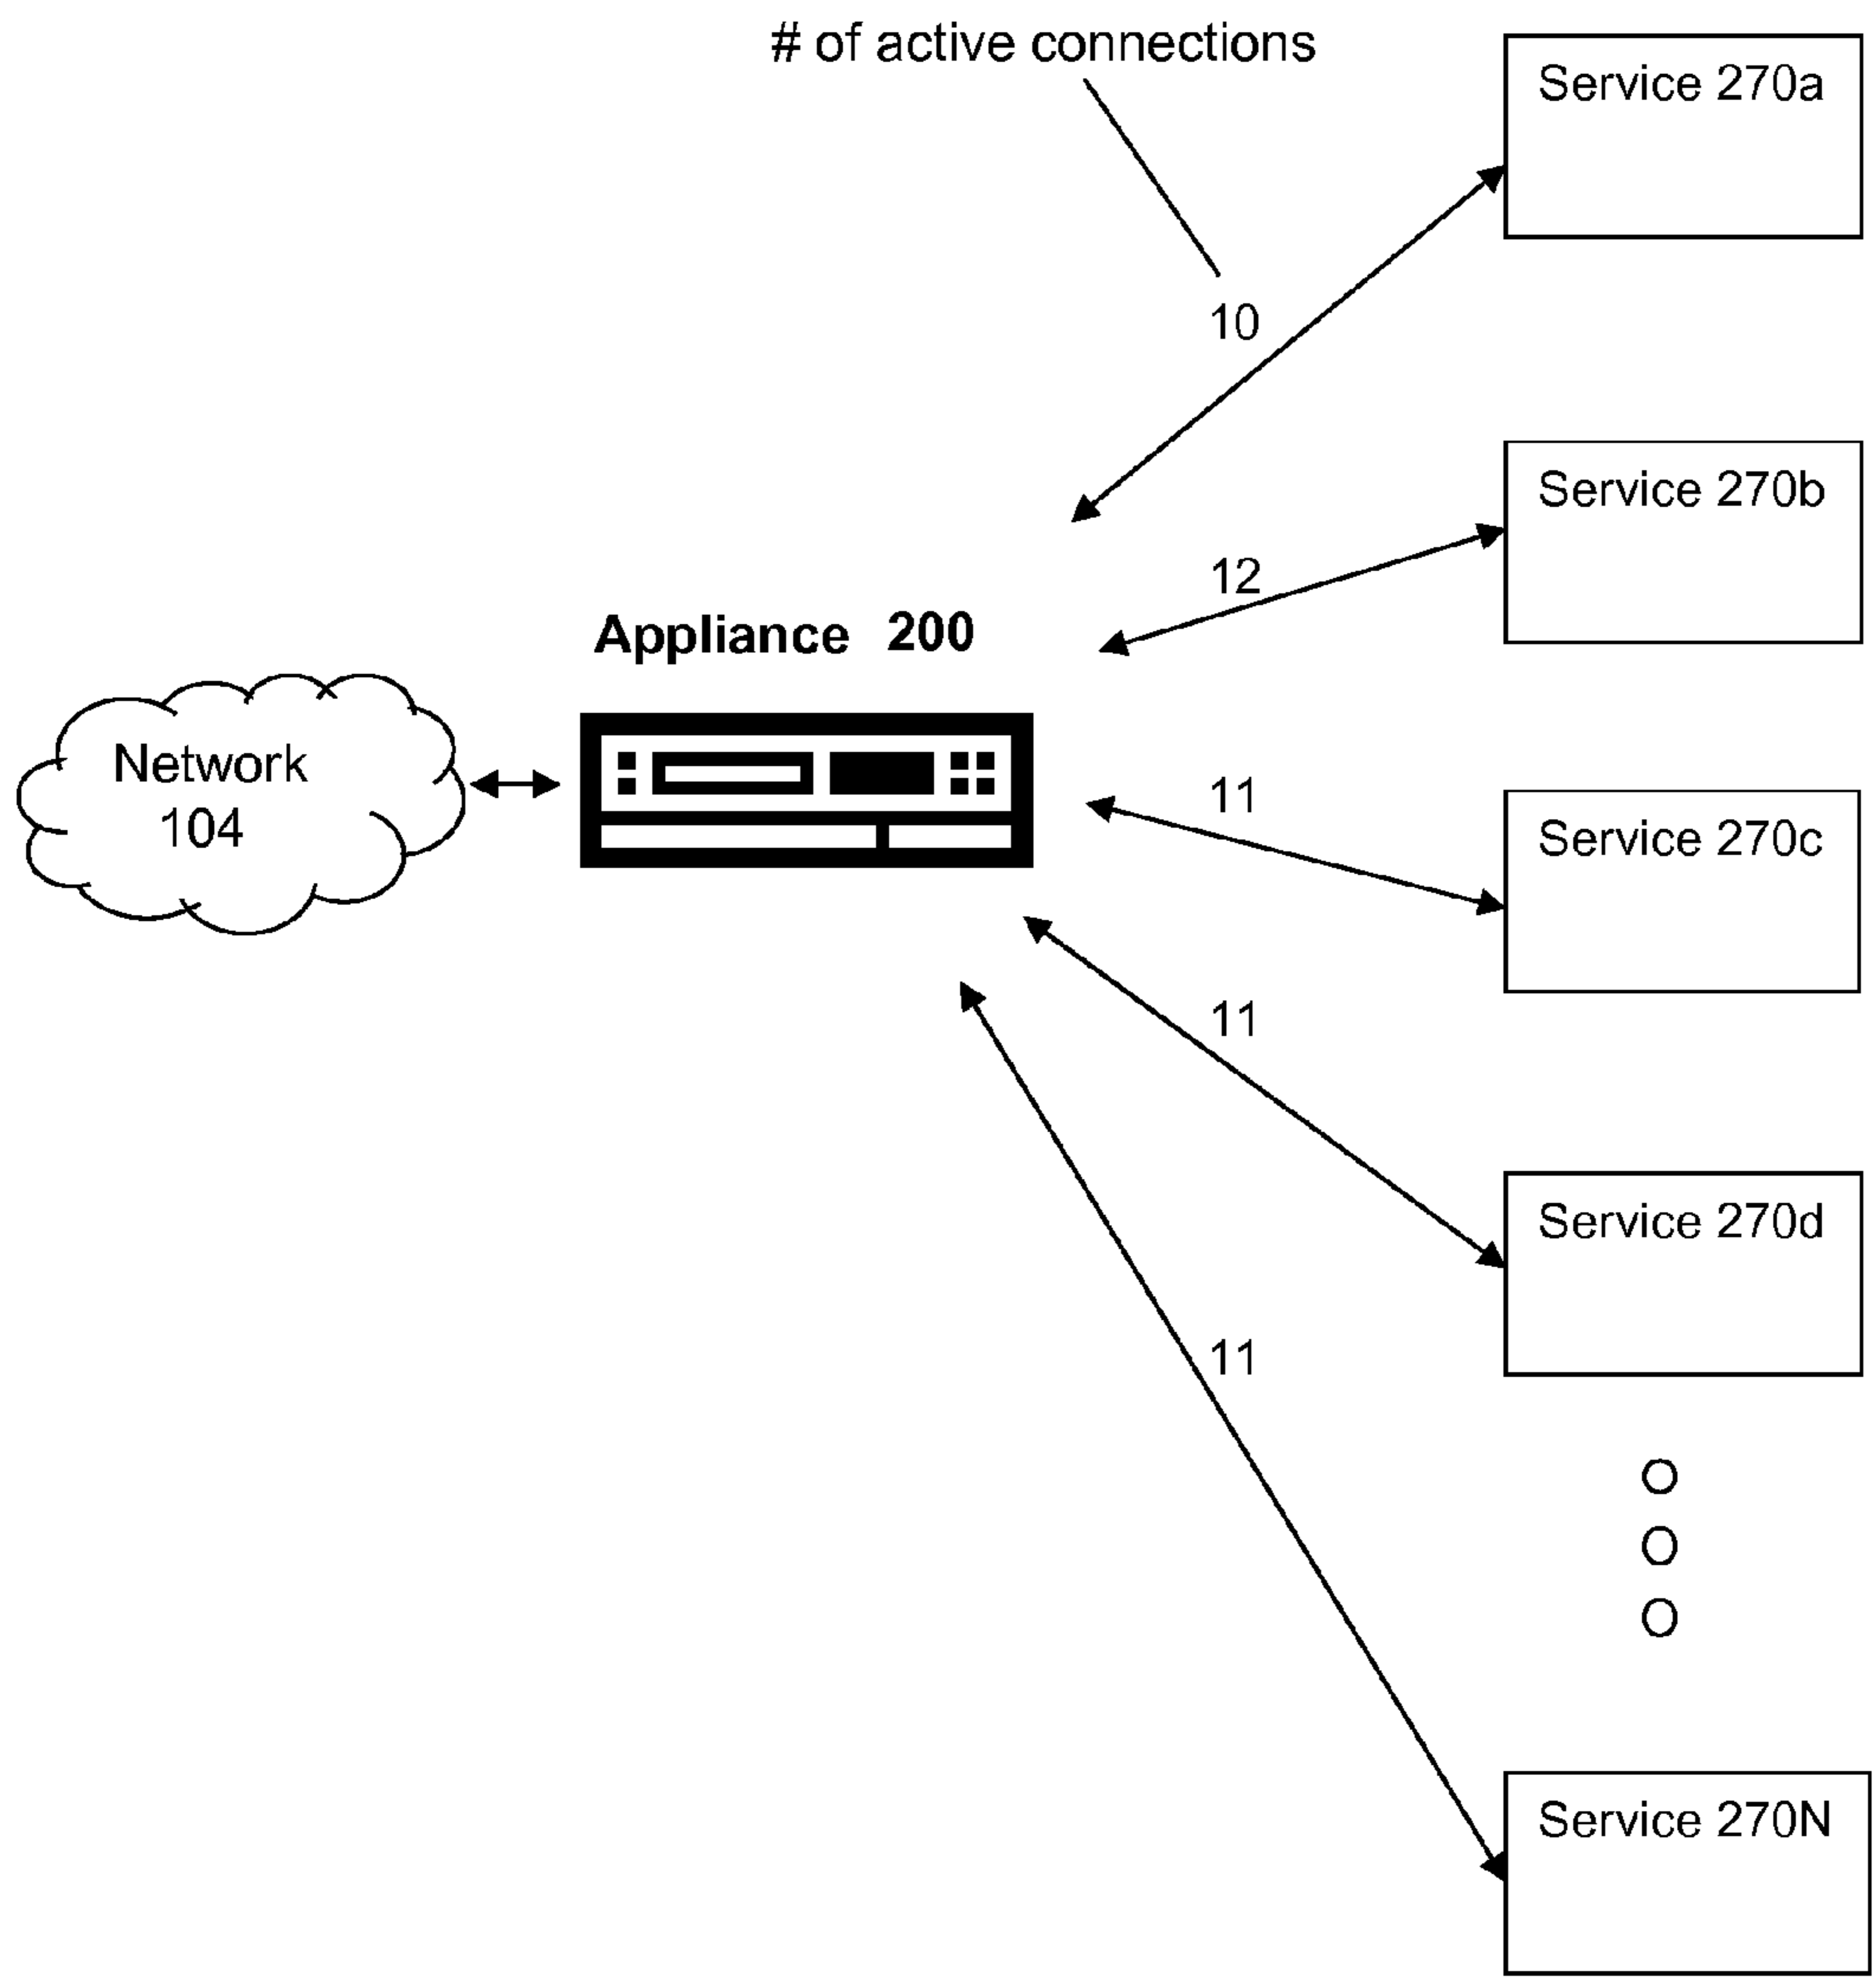 # of active connections
Service 270a
10
Service 270b
12
Appliance 200
Network
104
11
Service 270c
11
Service 270d
11
Service 270N